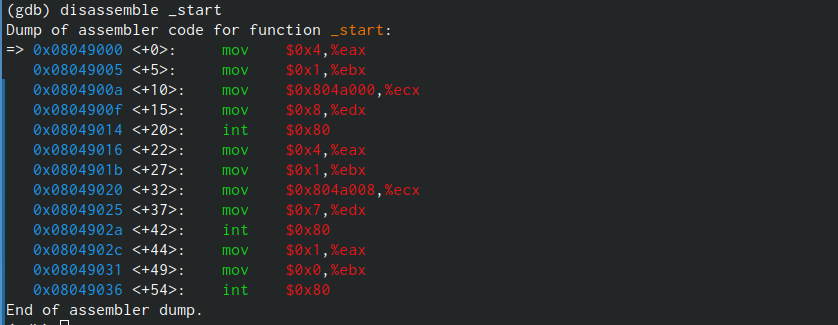 (gdb) disassemble _start
Dump of assembler code for function _start:
=> 0x08049000 <+0>:     mov    $0x4,%eax
   0x08049005 <+5>:     mov    $0x1,%ebx
   0x0804900a <+10>:    mov    $0x804a000,%ecx
   0x0804900f <+15>:    mov    $0x8,%edx
   0x08049014 <+20>:    int    $0x80
   0x08049016 <+22>:    mov    $0x4,%eax
   0x0804901b <+27>:    mov    $0x1,%ebx
   0x08049020 <+32>:    mov    $0x804a008,%ecx
   0x08049025 <+37>:    mov    $0x7,%edx
   0x0804902a <+42>:    int    $0x80
   0x0804902c <+44>:    mov    $0x1,%eax
   0x08049031 <+49>:    mov    $0x0,%ebx
   0x08049036 <+54>:    int    $0x80
End of assembler dump.